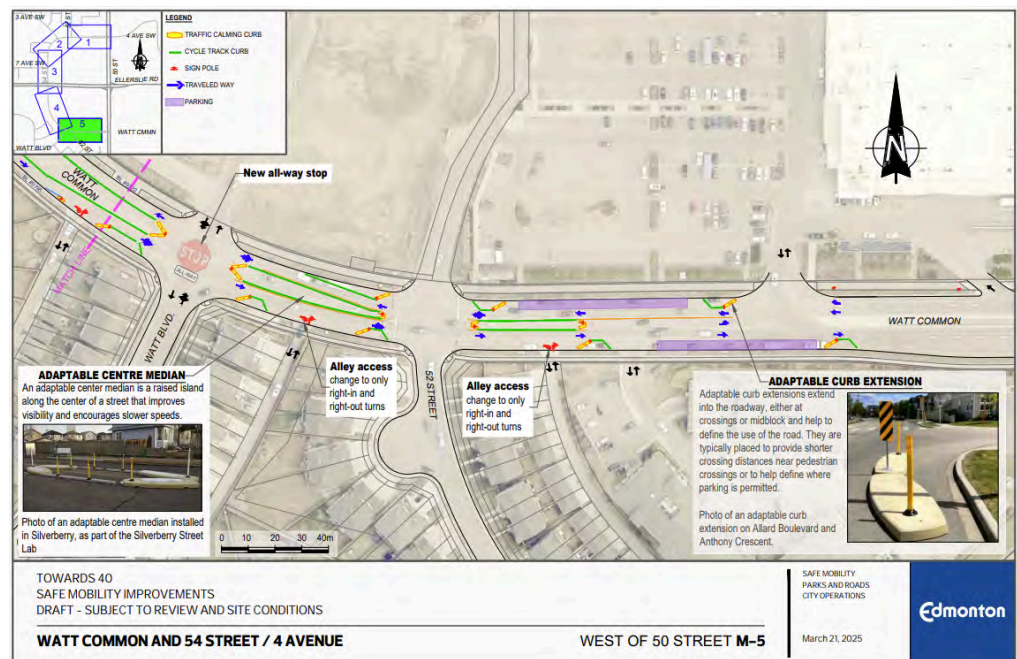 3 AVE SW
54 ST
4 AVE SW
2
1
7 AVE SW
3
50 ST
ELLERSLIE RD
4
5
WATT CMMN
WATT BLVD
LEGEND
TRAFFIC CALMING CURB
CYCLE TRACK CURB
SIGN POLE
TRAVELED WAY
PARKING
N
WATT
COMMON
MATCH LINE
New all-way stop
STOP
ALL-WAY
WATT BLVD.
52 STREET
WATT COMMON
Alley access
change to only
right-in and
right-out turns
Alley access
change to only
right-in and
right-out turns
ADAPTABLE CENTRE MEDIAN
An adaptable center median is a raised island
along the center of a street that improves
visibility and encourages slower speeds.
Photo of an adaptable centre median installed
in Silverberry, as part of the Silverberry Street
Lab
0 10 20 30 40m
ADAPTABLE CURB EXTENSION
Adaptable curb extensions extend
into the roadway, either at
crossings or midblock and help to
define the use of the road. They are
typically placed to provide shorter
crossing distances near pedestrian
crossings or to help define where
parking is permitted.
Photo of an adaptable curb
extension on Allard Boulevard and
Anthony Crescent.
TOWARDS 40
SAFE MOBILITY IMPROVEMENTS
DRAFT - SUBJECT TO REVIEW AND SITE CONDITIONS
WATT COMMON AND 54 STREET / 4 AVENUE
WEST OF 50 STREET M-5
SAFE MOBILITY
PARKS AND ROADS
CITY OPERATIONS
March 21, 2025
Edmonton